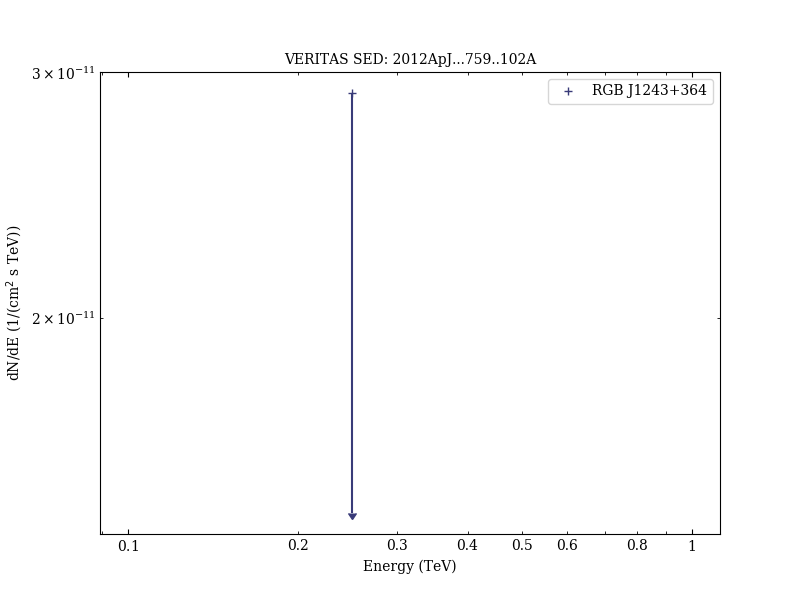 VERITAS SED: 2012ApJ...759..102A
RGB J1243+364
3 × 10⁻¹¹
2 × 10⁻¹¹
dN/dE (1/(cm² s TeV))
0.1 0.2 0.3 0.4 0.5 0.6 0.8 1
Energy (TeV)